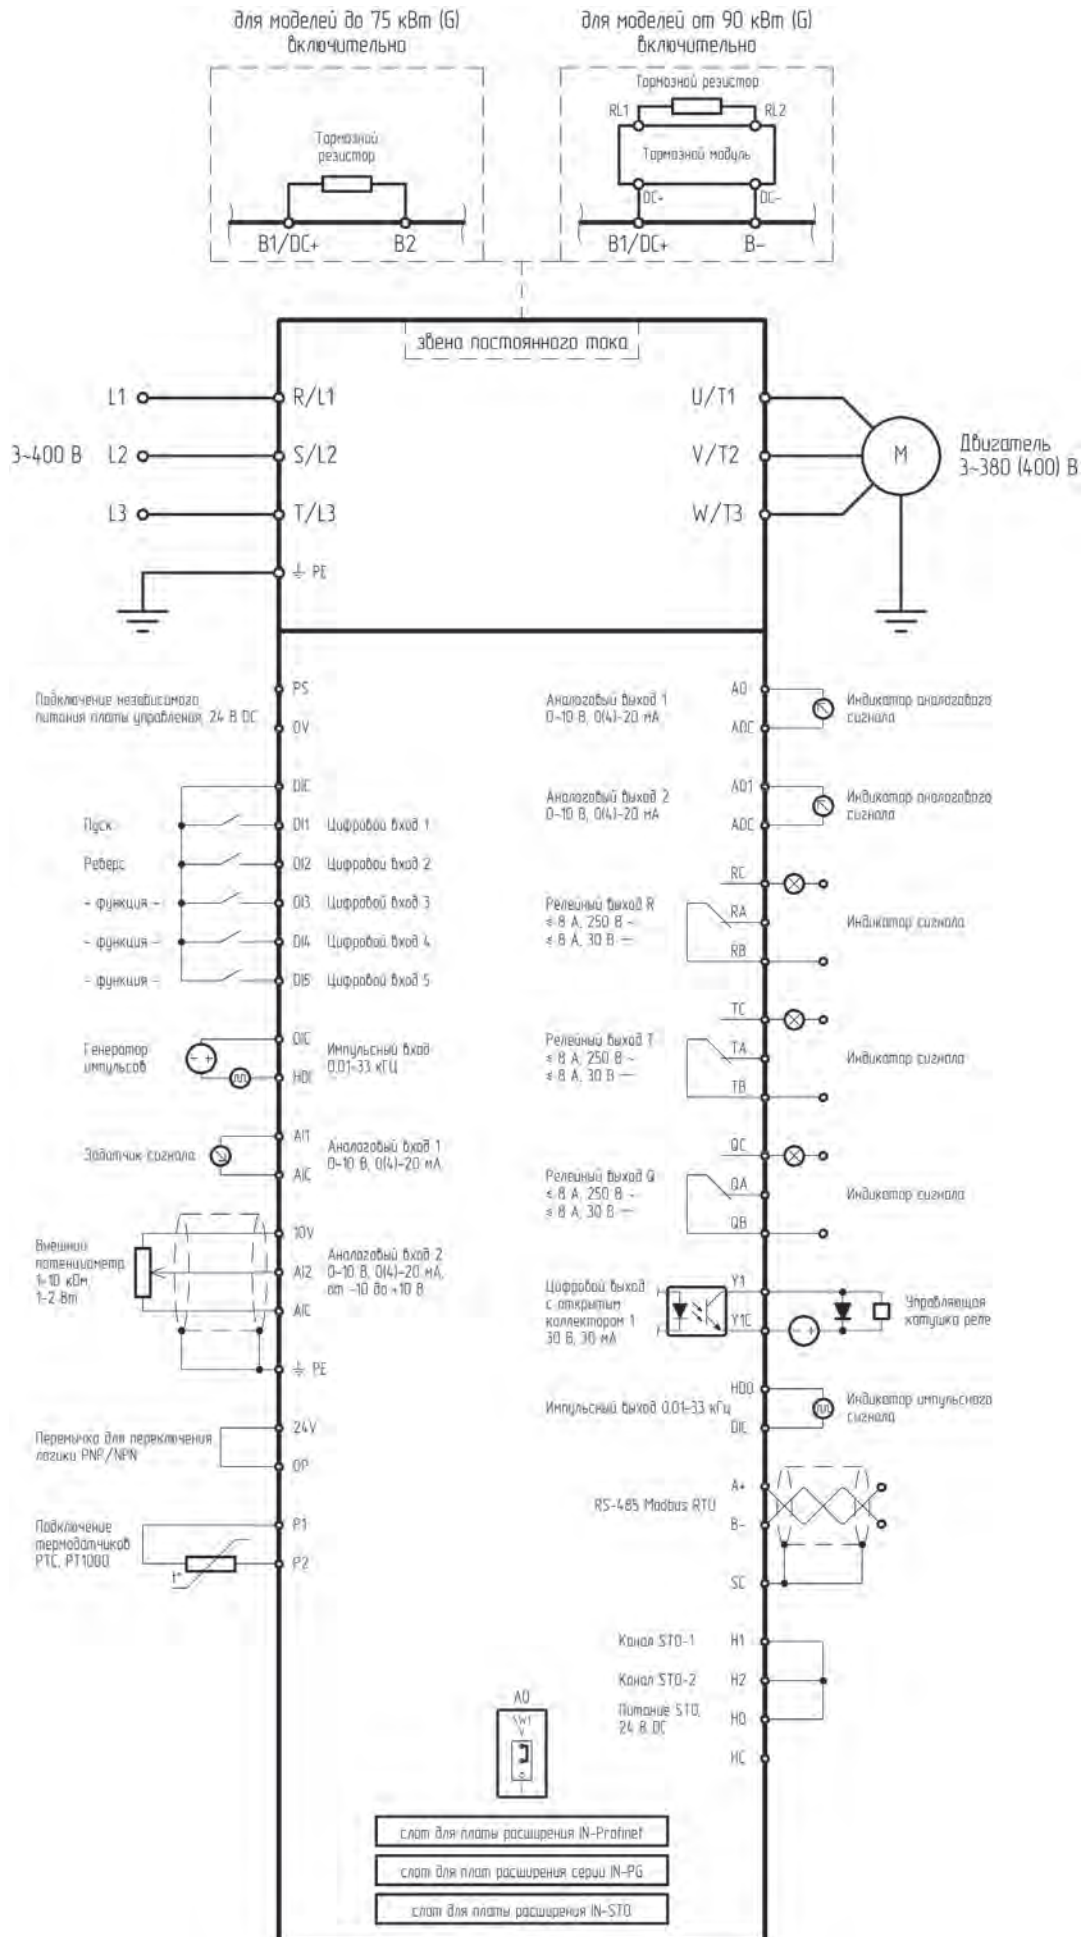 для моделей до 75 кВт (G)
включительно
для моделей от 90 кВт (G)
включительно
Тормозной
резистор
B1/DC+
B2
Тормозной резистор
RL1
RL2
Тормозной модуль
DC+
DC-
B1/DC+
B-
звено постоянного тока
L1
R/L1
U/T1
3~400 В
L2
S/L2
V/T2
M
Двигатель
3~380 (400) В
L3
T/L3
W/T3
PE
Подключение независимого
питания платы управления, 24 В DC
PS
0V
DIC
Пуск
DI1
Цифровой вход 1
Реверс
DI2
Цифровой вход 2
- функция -
DI3
Цифровой вход 3
- функция -
DI4
Цифровой вход 4
- функция -
DI5
Цифровой вход 5
Генератор
импульсов
DIC
HDI
Импульсный вход
0.01-33 кГЦ
Задатчик сигнала
AI1
AIC
Аналоговый вход 1
0-10 В, 0(4)-20 мА
Внешний
потенциометр
1-10 кОм,
1-2 Вт
10V
AI2
AIC
Аналоговый вход 2
0-10 В, 0(4)-20 мА,
от -10 до +10 В
PE
Перемычка для переключения
логики PNP/NPN
24V
OP
Подключение
термодатчиков
PTC, PT1000
t°
P1
P2
Аналоговый выход 1
0-10 В, 0(4)-20 мА
AO
AOC
Индикатор аналогового
сигнала
Аналоговый выход 2
0-10 В, 0(4)-20 мА
AO1
AOC
Индикатор аналогового
сигнала
RC
Релейный выход R
≤ 8 А, 250 В ~
≤ 8 А, 30 В —
RA
RB
Индикатор сигнала
TC
Релейный выход T
≤ 8 А, 250 В ~
≤ 8 А, 30 В —
TA
TB
Индикатор сигнала
QC
Релейный выход Q
≤ 8 А, 250 В ~
≤ 8 А, 30 В —
QA
QB
Индикатор сигнала
Цифровой выход
с открытым
коллектором 1
30 В, 30 мА
Y1
Y1C
Управляющая
катушка реле
Импульсный выход 0.01-33 кГц
HDO
DIC
Индикатор импульсного
сигнала
RS-485 Modbus RTU
A+
B-
SC
Канал STO-1
H1
Канал STO-2
H2
Питание STO,
24 В DC
H0
HC
AO
SW1
V
I
слот для платы расширения IN-Profinet
слот для плат расширения серии IN-PG
слот для платы расширения IN-STO